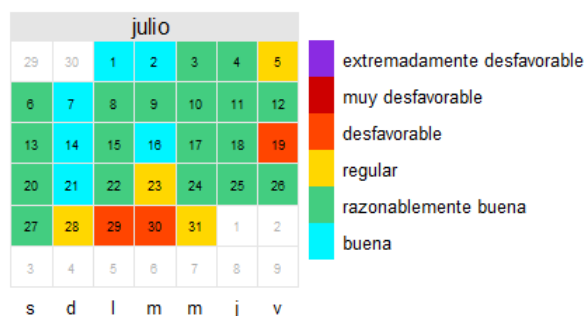 julio
29 30 1 2 3 4 5
6 7 8 9 10 11 12
13 14 15 16 17 18 19
20 21 22 23 24 25 26
27 28 29 30 31 1 2
3 4 5 6 7 8 9
s d l m m j v
extremadamente desfavorable
muy desfavorable
desfavorable
regular
razonablemente buena
buena